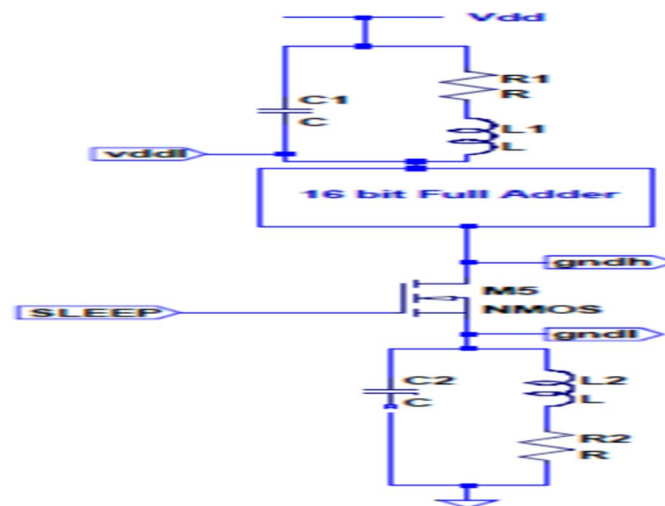 Vdd
R1
R
C1
C
L1
L
vddl
16 bit Full Adder
gndh
M5
NMOS
SLEEP
gndl
C2
C
L2
L
R2
R